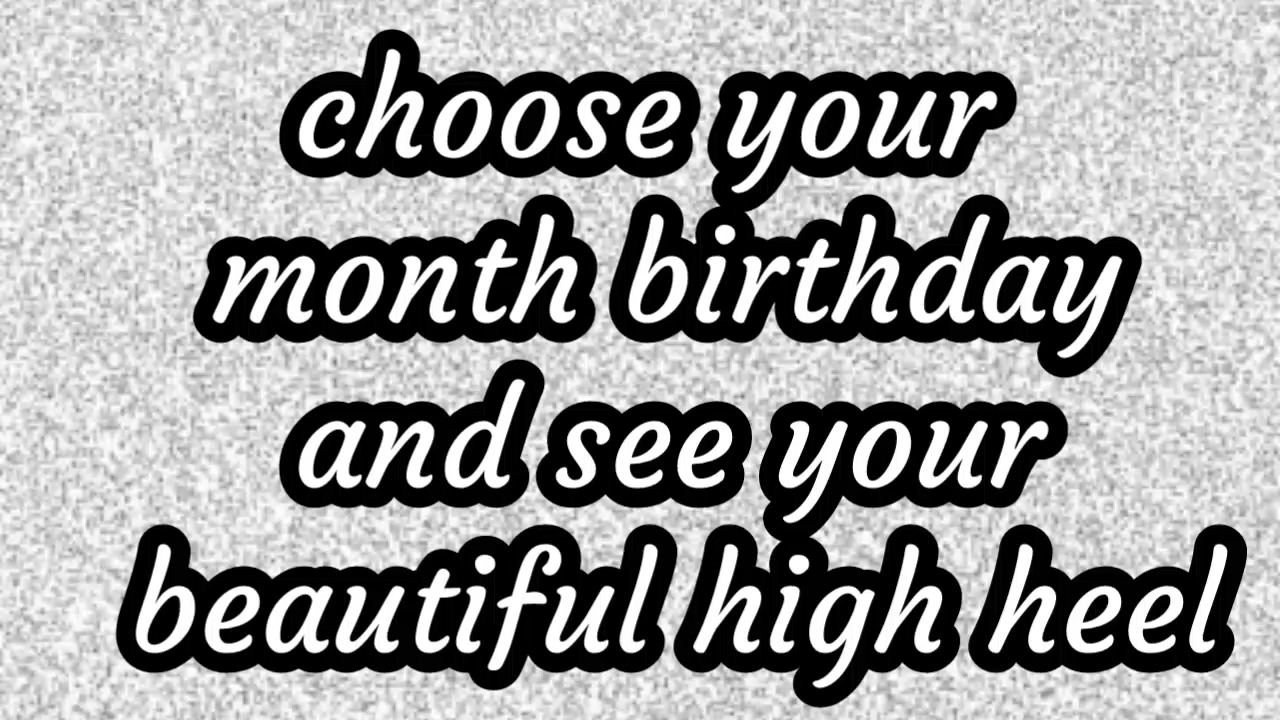 choose your
month birthday
and see your
beautiful high heel